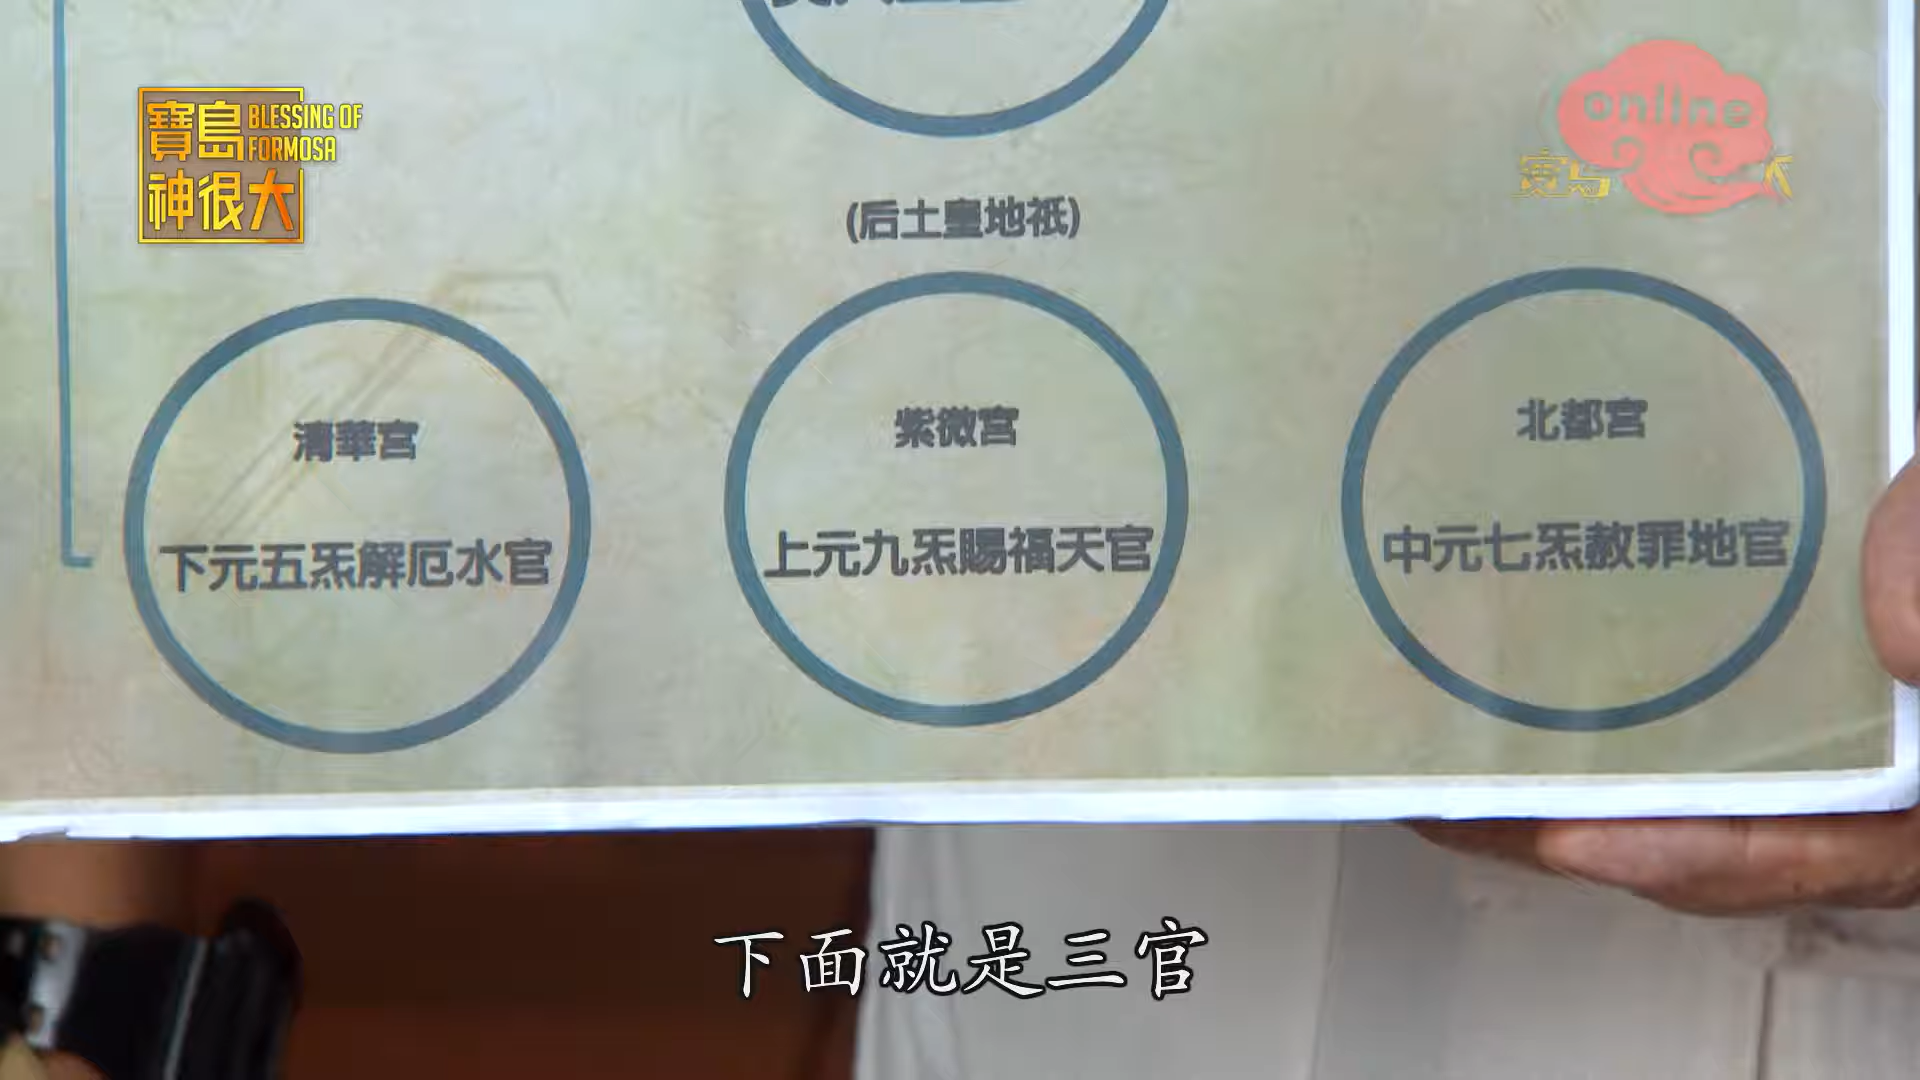 寶島
BLESSING OF
FORMOSA
神很大
online
(后土皇地祇)
清華宮
下元五炁解厄水官
紫微宮
上元九炁賜福天官
北都宮
中元七炁赦罪地官
下面就是三官